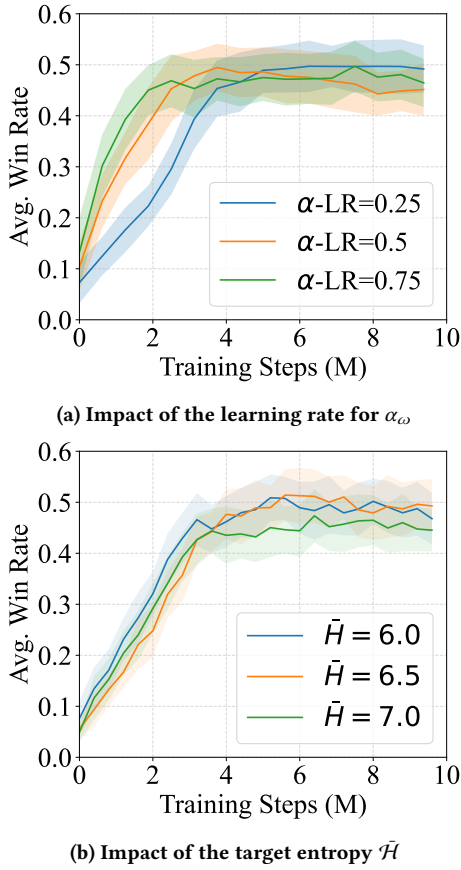 0.6
0.5
0.4
0.3
0.2
0.1
0.0
Avg. Win Rate
α-LR=0.25
α-LR=0.5
α-LR=0.75
0 2 4 6 8 10
Training Steps (M)
(a) Impact of the learning rate for α_ω
0.6
0.5
0.4
0.3
0.2
0.1
0.0
Avg. Win Rate
H̄ = 6.0
H̄ = 6.5
H̄ = 7.0
0 2 4 6 8 10
Training Steps (M)
(b) Impact of the target entropy H̄